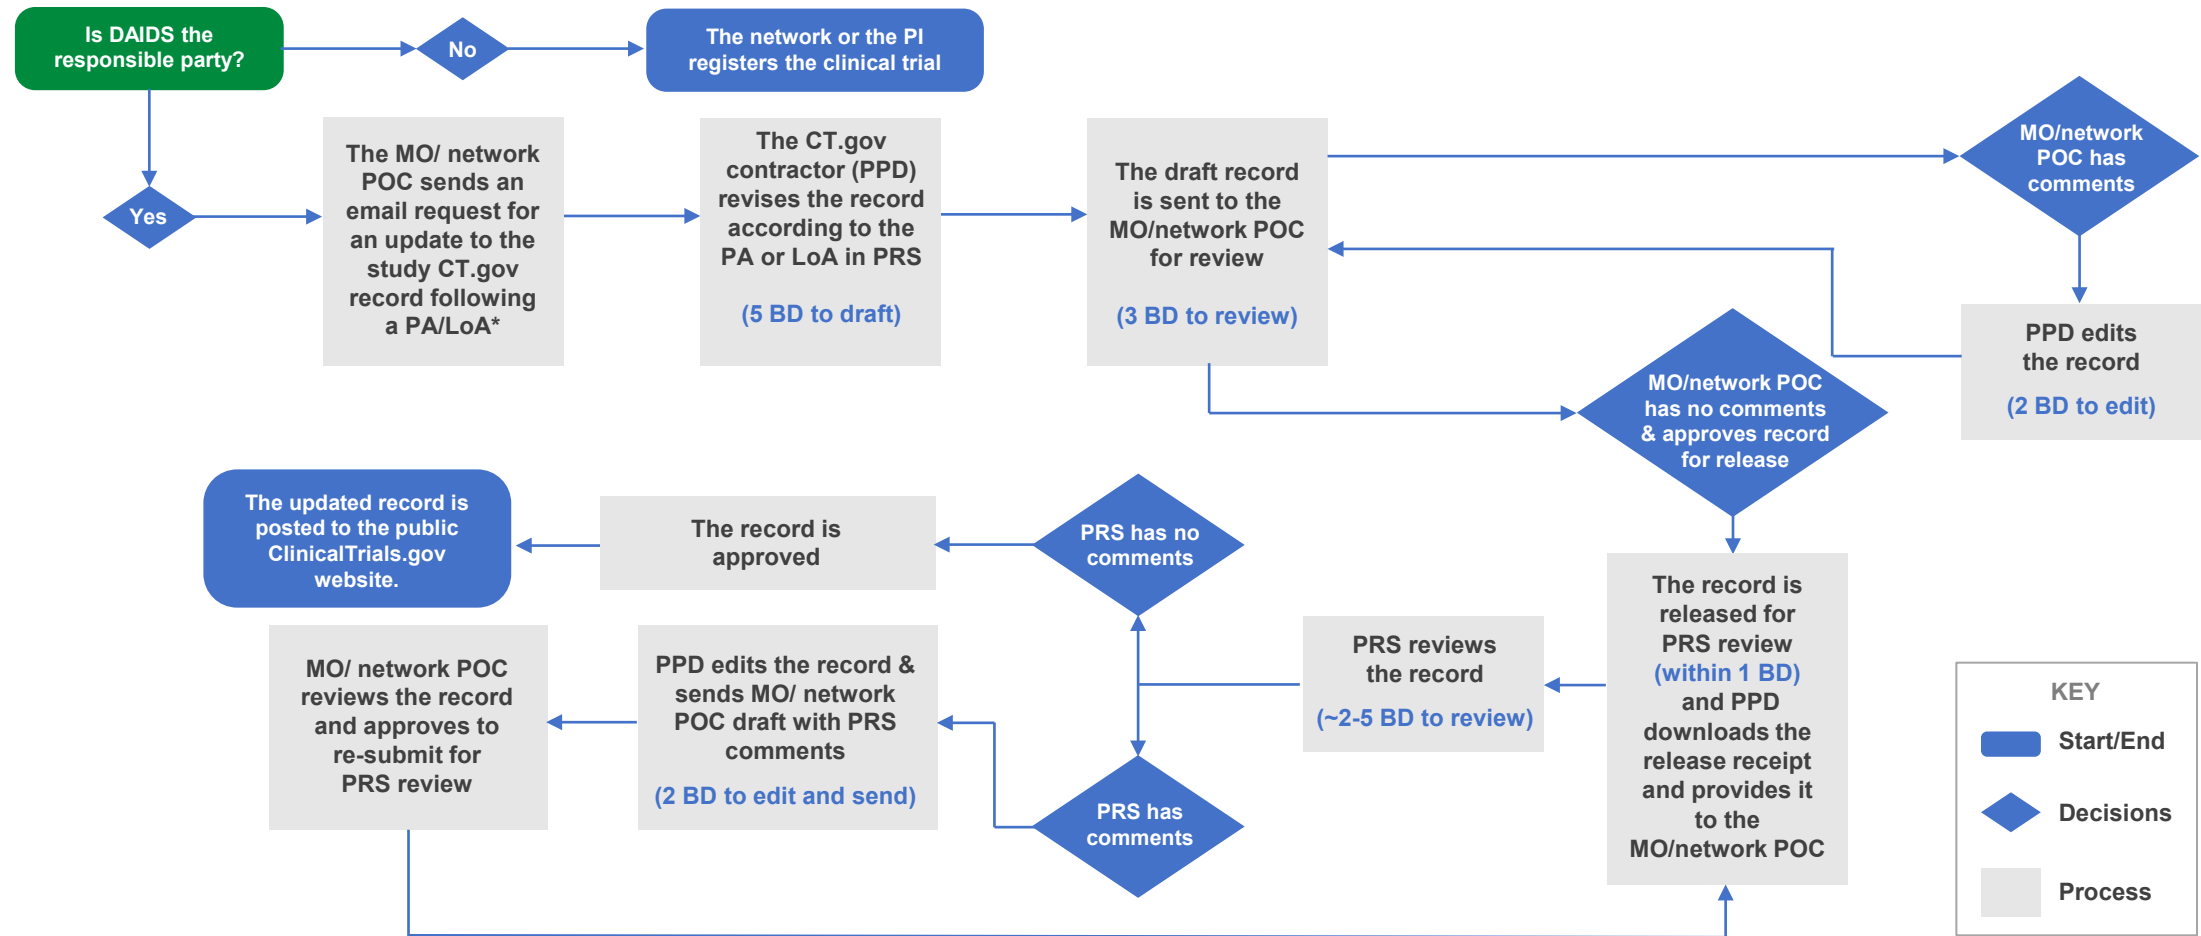 Is DAIDS the
responsible party?
No
The network or the PI
registers the clinical trial
Yes
The MO/ network
POC sends an
email request for
an update to the
study CT.gov
record following
a PA/LoA*
The CT.gov
contractor (PPD)
revises the record
according to the
PA or LoA in PRS
(5 BD to draft)
The draft record
is sent to the
MO/network POC
for review
(3 BD to review)
MO/network
POC has
comments
PPD edits
the record
(2 BD to edit)
MO/network POC
has no comments
& approves record
for release
The record is
released for
PRS review
(within 1 BD)
and PPD
downloads the
release receipt
and provides it
to the
MO/network POC
PRS reviews
the record
(~2-5 BD to review)
PRS has no
comments
The record is
approved
The updated record is
posted to the public
ClinicalTrials.gov
website.
PRS has
comments
PPD edits the record &
sends MO/ network
POC draft with PRS
comments
(2 BD to edit and send)
MO/ network POC
reviews the record
and approves to
re-submit for
PRS review
KEY
Start/End
Decisions
Process